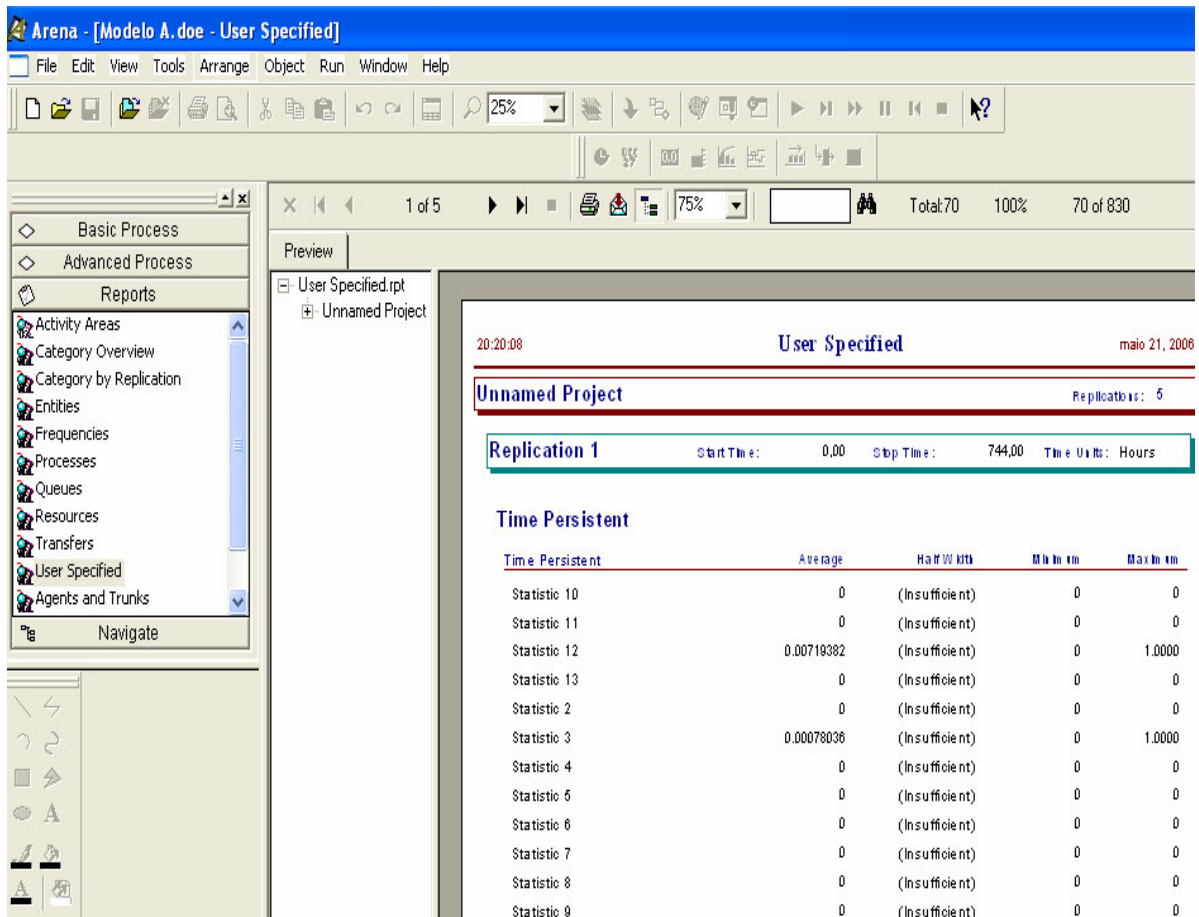 Arena - [Modelo A.doe - User Specified]
File Edit View Tools Arrange Object Run Window Help
25%
1 of 5 75% Total:70 100% 70 of 830
Basic Process
Advanced Process
Reports
Activity Areas
Category Overview
Category by Replication
Entities
Frequencies
Processes
Queues
Resources
Transfers
User Specified
Agents and Trunks
Navigate
Preview
User Specified.rpt
Unnamed Project
20:20:08 User Specified maio 21, 2006
Unnamed Project Replications: 5
Replication 1 Start Time: 0,00 Stop Time: 744,00 Time Units: Hours
Time Persistent
Time Persistent Average Half Width Minimum Maximum
Statistic 10 0 (Insufficient) 0 0
Statistic 11 0 (Insufficient) 0 0
Statistic 12 0.00719382 (Insufficient) 0 1.0000
Statistic 13 0 (Insufficient) 0 0
Statistic 2 0 (Insufficient) 0 0
Statistic 3 0.00078036 (Insufficient) 0 1.0000
Statistic 4 0 (Insufficient) 0 0
Statistic 5 0 (Insufficient) 0 0
Statistic 6 0 (Insufficient) 0 0
Statistic 7 0 (Insufficient) 0 0
Statistic 8 0 (Insufficient) 0 0
Statistic 9 0 (Insufficient) 0 0